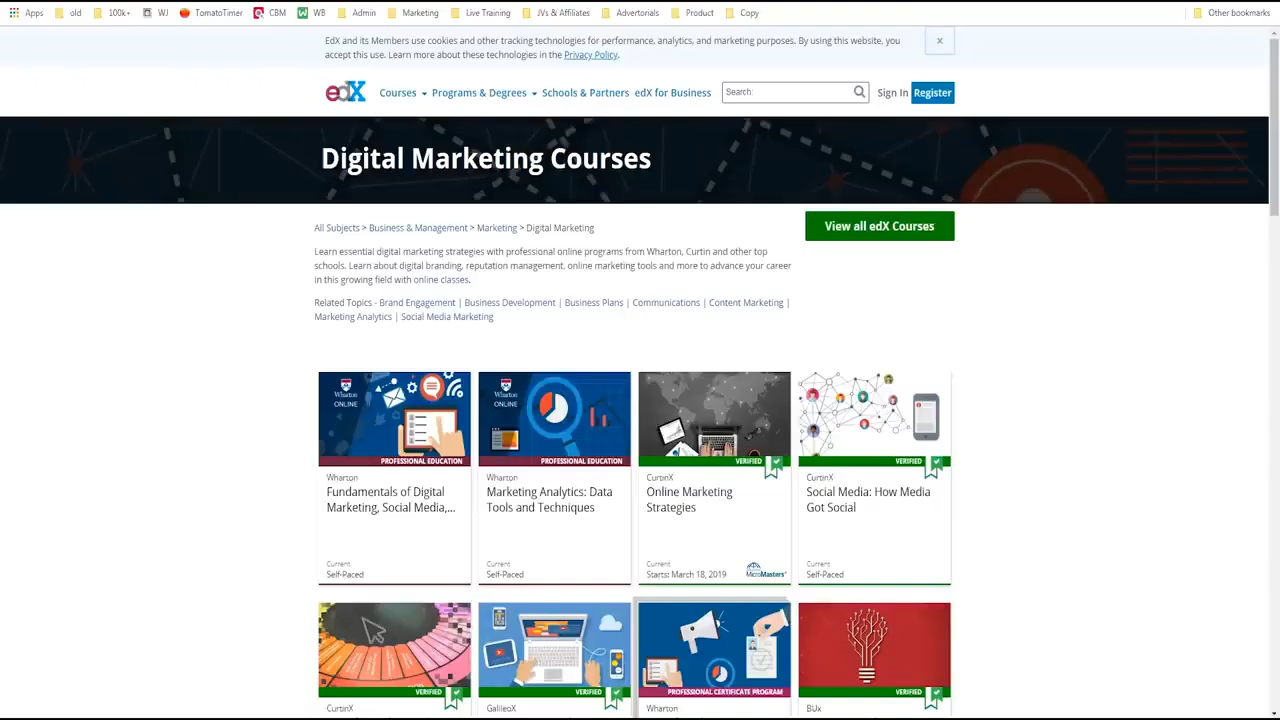 Apps old 100k+ WJ TomatoTimer CBM WB Admin Marketing Live Training JVs & Affiliates Advertorials Product Copy Other bookmarks
EdX and its Members use cookies and other tracking technologies for performance, analytics, and marketing purposes. By using this website, you
accept this use. Learn more about these technologies in the Privacy Policy.
x
edX Courses Programs & Degrees Schools & Partners edX for Business Search: Sign In Register
Digital Marketing Courses
All Subjects > Business & Management > Marketing > Digital Marketing
View all edX Courses
Learn essential digital marketing strategies with professional online programs from Wharton, Curtin and other top
schools. Learn about digital branding, reputation management, online marketing tools and more to advance your career
in this growing field with online classes.
Related Topics - Brand Engagement | Business Development | Business Plans | Communications | Content Marketing |
Marketing Analytics | Social Media Marketing
Wharton
ONLINE
PROFESSIONAL EDUCATION
Wharton
Fundamentals of Digital
Marketing, Social Media,...
Current
Self-Paced
Wharton
ONLINE
PROFESSIONAL EDUCATION
Wharton
Marketing Analytics: Data
Tools and Techniques
Current
Self-Paced
VERIFIED
CurtinX
Online Marketing
Strategies
Current
Starts: March 18, 2019
MicroMasters
VERIFIED
CurtinX
Social Media: How Media
Got Social
Current
Self-Paced
VERIFIED
CurtinX
VERIFIED
GalileoX
PROFESSIONAL CERTIFICATE PROGRAM
Wharton
VERIFIED
BUx